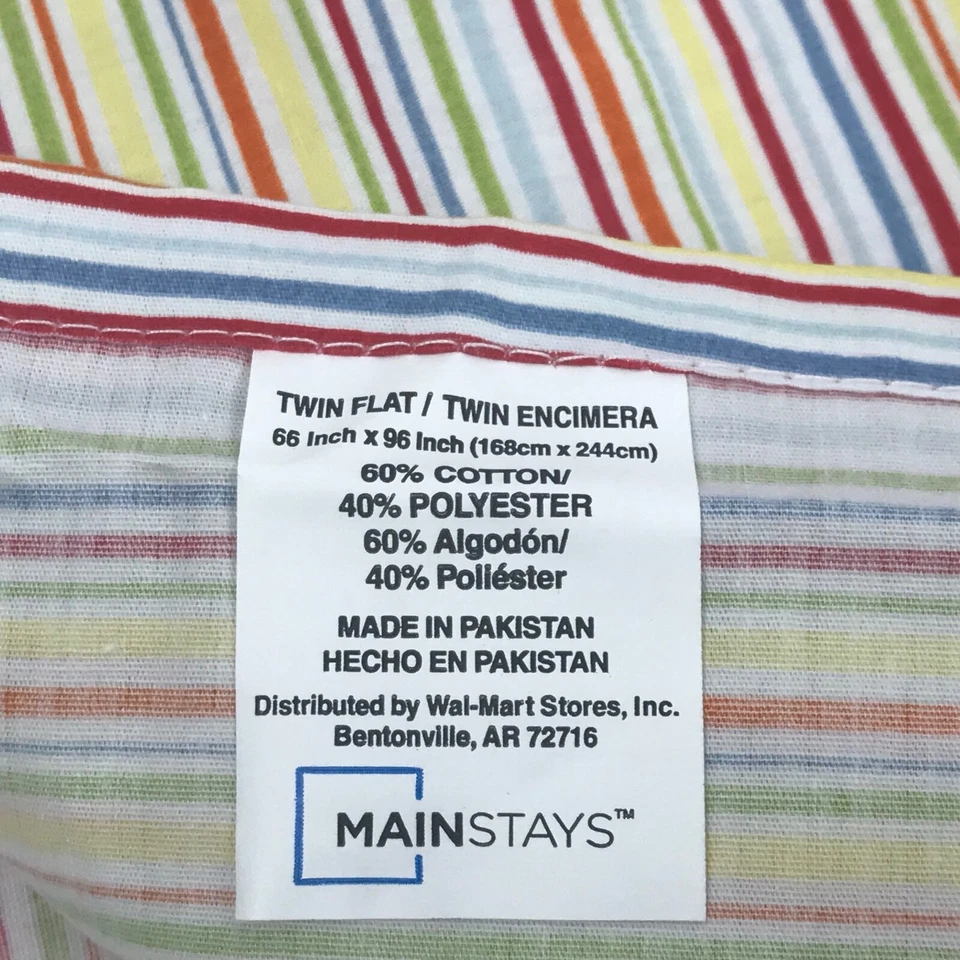 TWIN FLAT / TWIN ENCIMERA
66 Inch X 96 Inch (168cm x 244cm)
60% COTTON/
40% POLYESTER
60% Algodón/
40% Poliéster
MADE IN PAKISTAN
HECHO EN PAKISTAN
Distributed by Wal-Mart Stores, Inc.
Bentonville, AR 72716
MAINSTAYS™